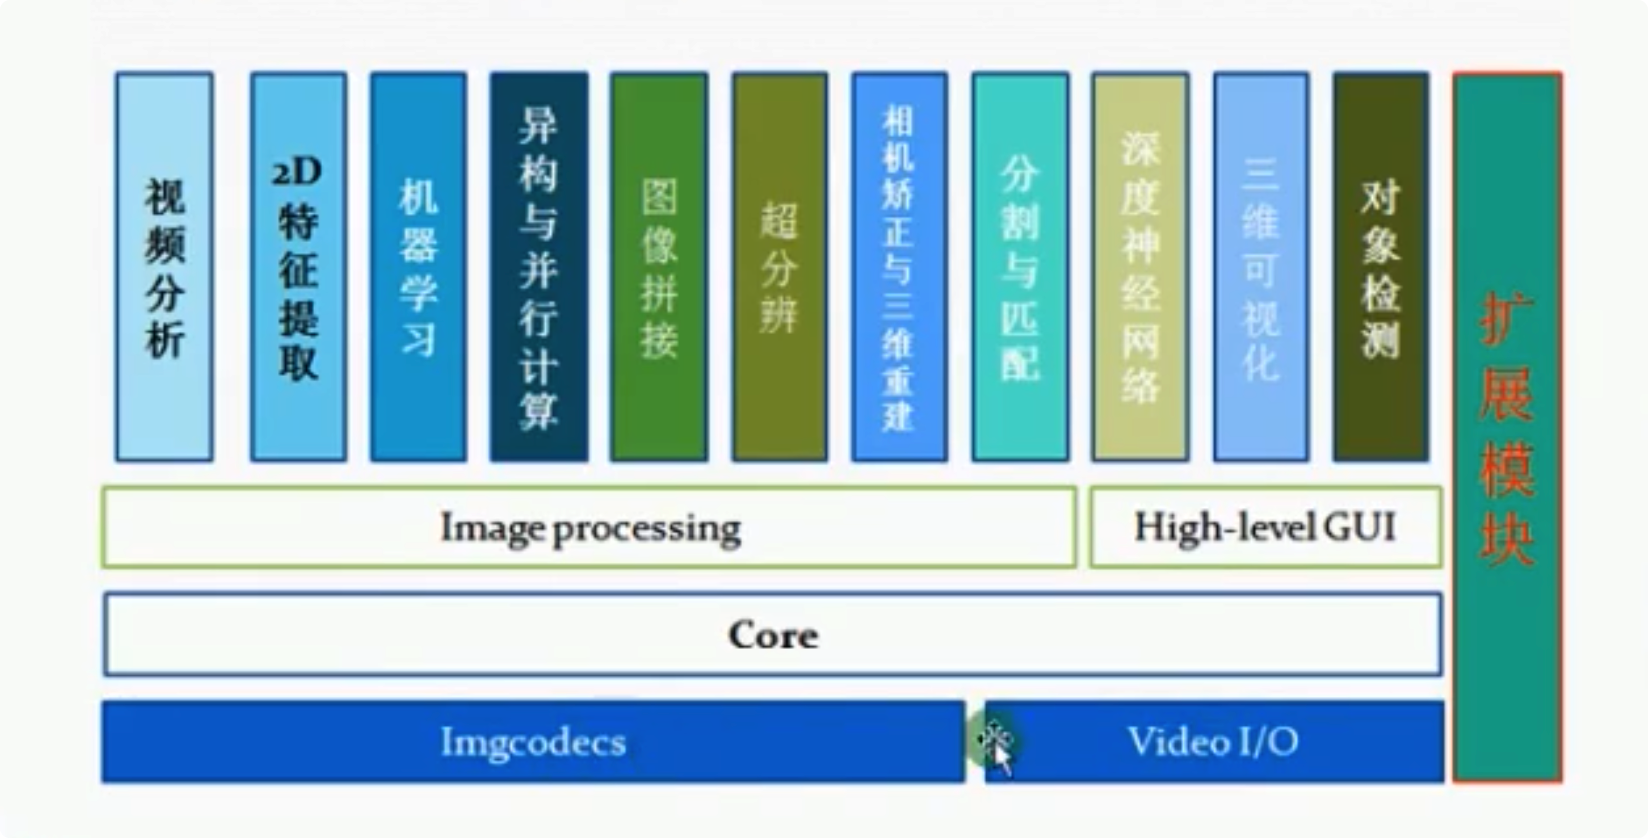 视频分析
2D特征提取
机器学习
异构与并行计算
图像拼接
超分辨
相机矫正与三维重建
分割与匹配
深度神经网络
三维可视化
对象检测
扩展模块
Image processing
High-level GUI
Core
Imgcodecs
Video I/O